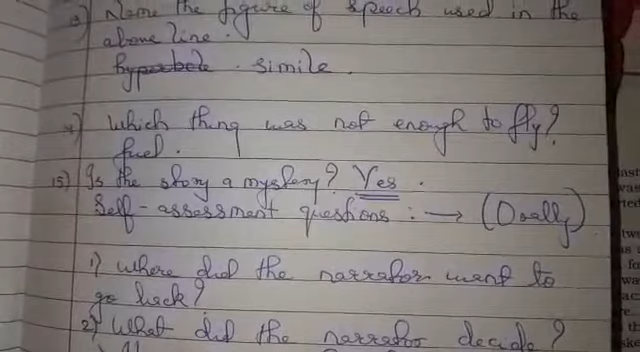 3) Name the figure of speech used in the
above line.
hyperbole. simile.
4) which thing was not enough to fly?
fuel.
15) Is the story a mystery? Yes.
Self-assessment questions :→ (Orally)
1) where did the narrator want to
go back?
2) What did the narrator decide?